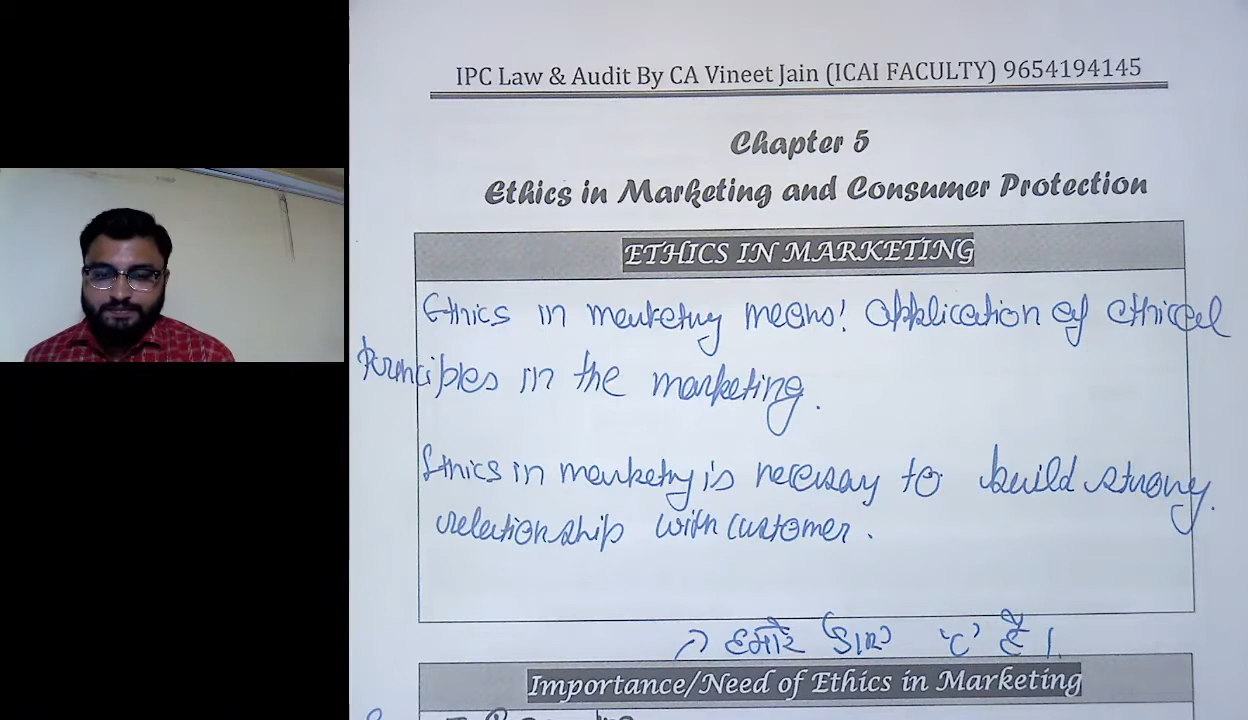 IPC Law & Audit By CA Vineet Jain (ICAI FACULTY) 9654194145
Chapter 5
Ethics in Marketing and Consumer Protection
ETHICS IN MARKETING
Ethics in marketing means! Application of ethical
principles in the marketing.
Ethics in marketing is necessary to build strong
relationship with customer.
हमारे 'C' है।
Importance/Need of Ethics in Marketing